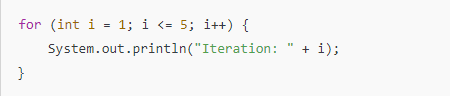 for (int i = 1; i <= 5; i++) {
    System.out.println("Iteration: " + i);
}